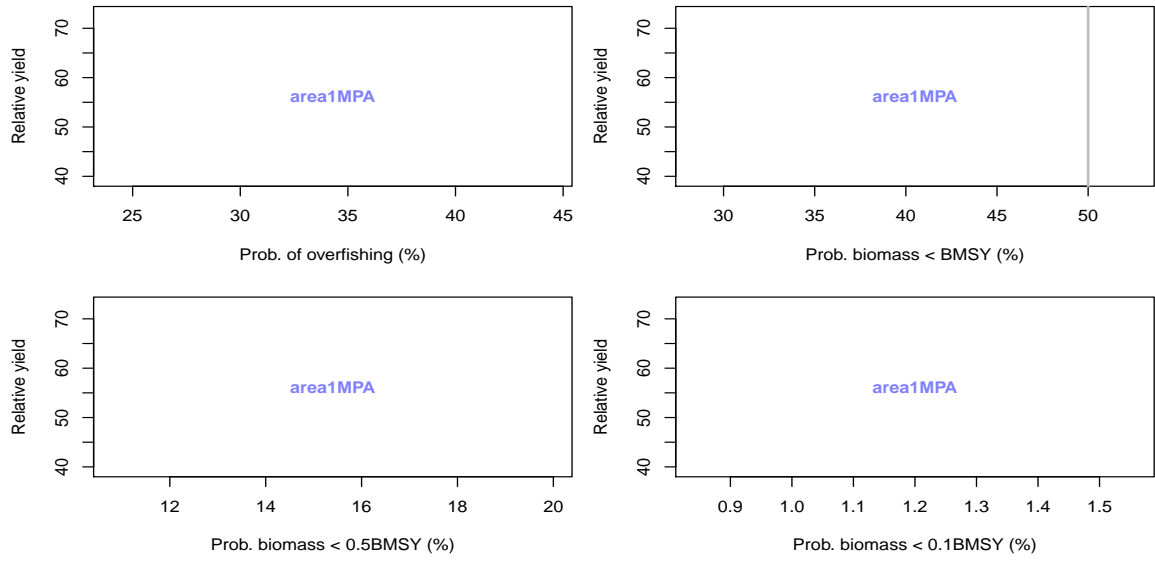 Relative yield
70
60
50
40
area1MPA
25 30 35 40 45
Prob. of overfishing (%)
Relative yield
70
60
50
40
area1MPA
30 35 40 45 50
Prob. biomass < BMSY (%)
Relative yield
70
60
50
40
area1MPA
12 14 16 18 20
Prob. biomass < 0.5BMSY (%)
Relative yield
70
60
50
40
area1MPA
0.9 1.0 1.1 1.2 1.3 1.4 1.5
Prob. biomass < 0.1BMSY (%)